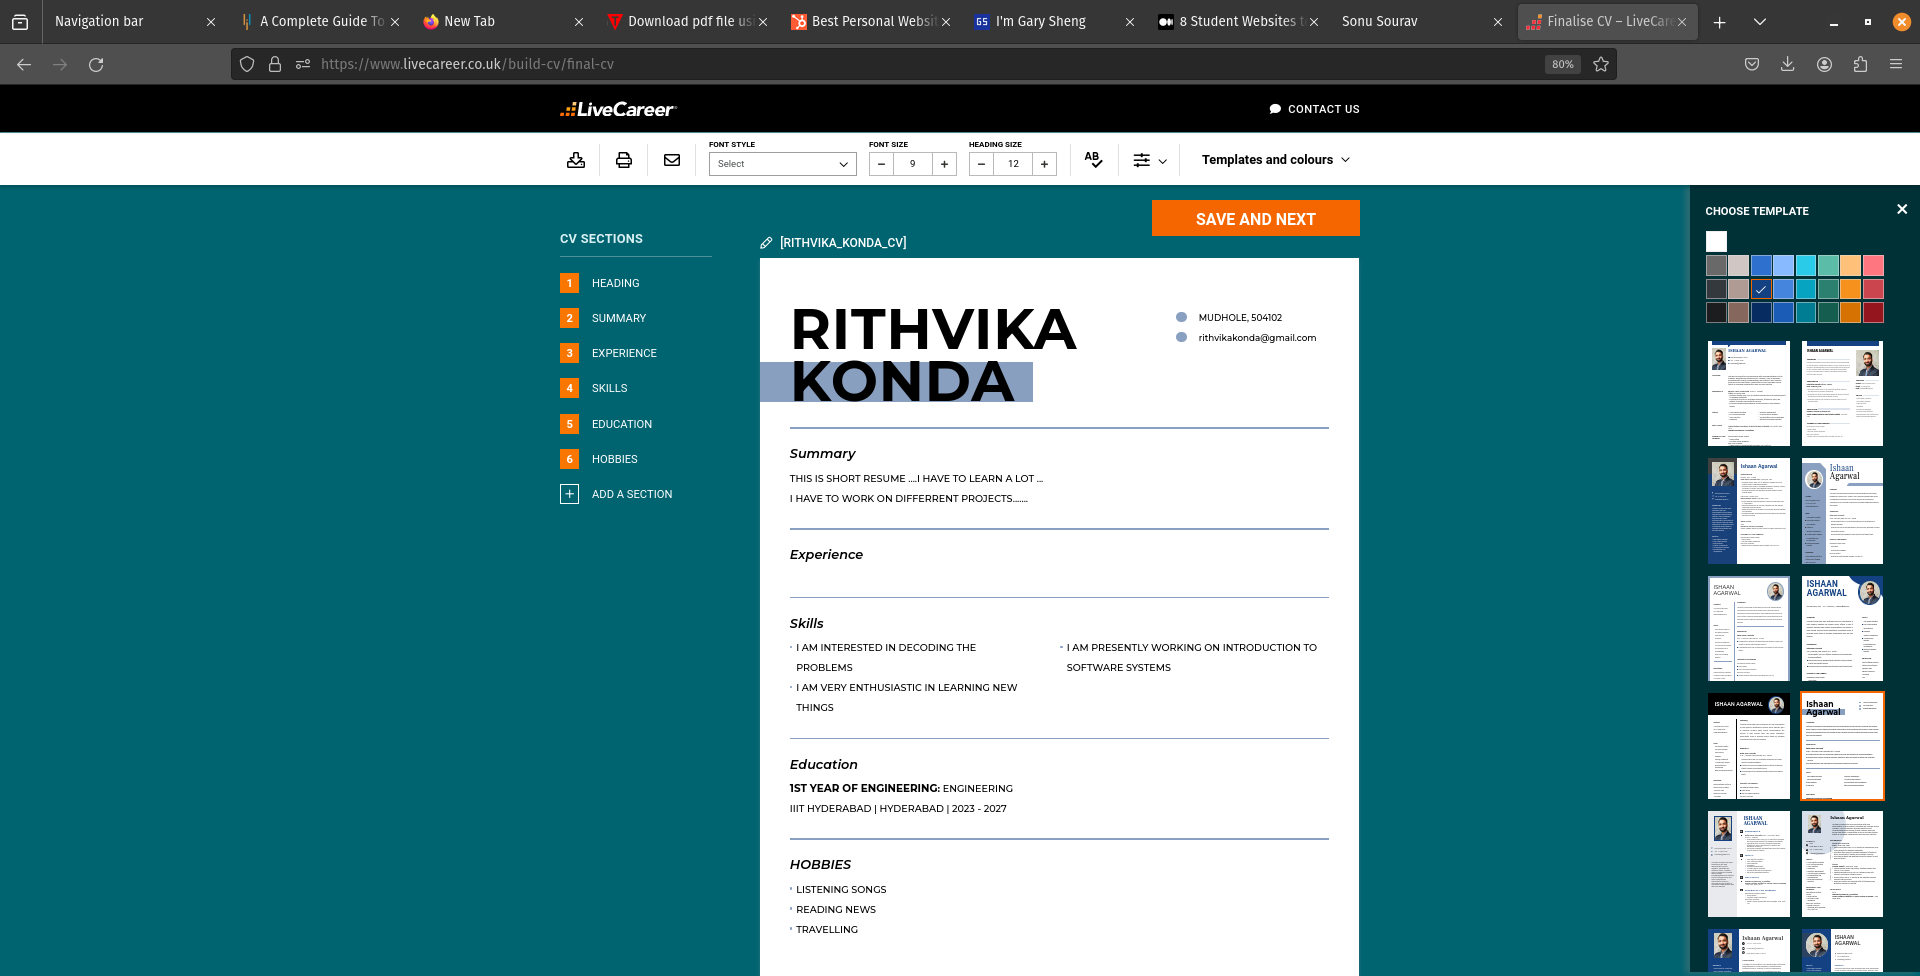 Navigation bar
A Complete Guide To
New Tab
Download pdf file usi
Best Personal Websit
I'm Gary Sheng
8 Student Websites t
Sonu Sourav
Finalise CV – LiveCare
https://www.livecareer.co.uk/build-cv/final-cv
80%
LiveCareer
CONTACT US
FONT STYLE
Select
FONT SIZE
9
HEADING SIZE
12
AB
Templates and colours
SAVE AND NEXT
CV SECTIONS
1 HEADING
2 SUMMARY
3 EXPERIENCE
4 SKILLS
5 EDUCATION
6 HOBBIES
ADD A SECTION
[RITHVIKA_KONDA_CV]
RITHVIKA
KONDA
MUDHOLE, 504102
rithvikakonda@gmail.com
Summary
THIS IS SHORT RESUME ....I HAVE TO LEARN A LOT ...
I HAVE TO WORK ON DIFFERRENT PROJECTS.......
Experience
Skills
I AM INTERESTED IN DECODING THE
PROBLEMS
I AM VERY ENTHUSIASTIC IN LEARNING NEW
THINGS
I AM PRESENTLY WORKING ON INTRODUCTION TO
SOFTWARE SYSTEMS
Education
1ST YEAR OF ENGINEERING: ENGINEERING
IIIT HYDERABAD | HYDERABAD | 2023 - 2027
HOBBIES
LISTENING SONGS
READING NEWS
TRAVELLING
CHOOSE TEMPLATE
ISHAAN AGARWAL
ISHAAN AGARWAL
Ishaan Agarwal
Ishaan
Agarwal
ISHAAN
AGARWAL
ISHAAN
AGARWAL
ISHAAN AGARWAL
Ishaan
Agarwal
ISHAAN
AGARWAL
Ishaan Agarwal
Ishaan Agarwal
ISHAAN
AGARWAL